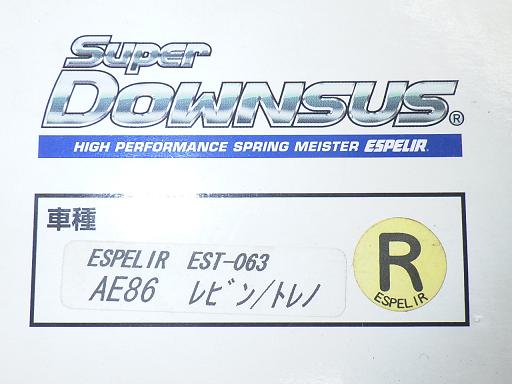 Super
DOWNSUS®
HIGH PERFORMANCE SPRING MEISTER ESPELIR®
車種
ESPELIR EST-063
AE86 レビン/トレノ
R
ESPELIR